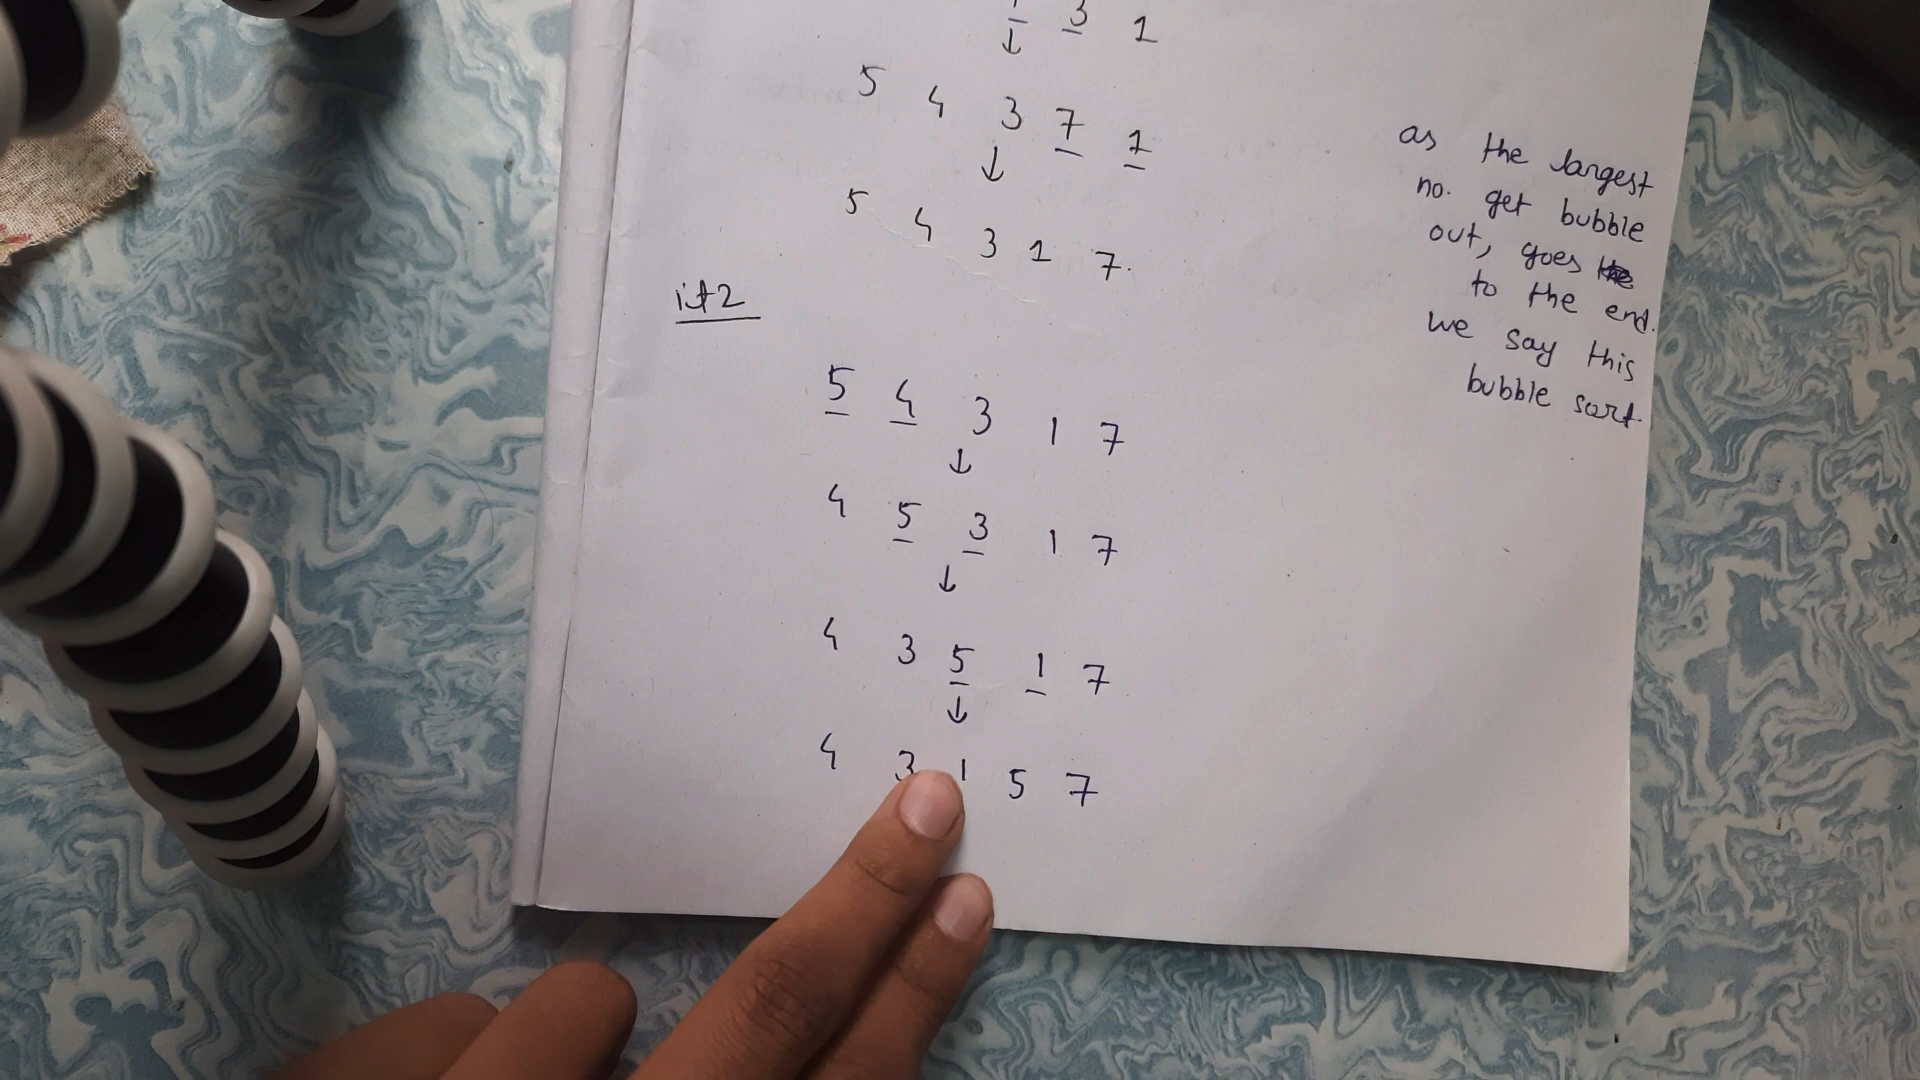 3 1
5 4 3 7 1
↓
5 4 3 1 7.
it2
5 4 3 1 7
↓
4 5 3 1 7
↓
4 3 5 1 7
↓
4 3 1 5 7
as the largest
no. get bubble
out, goes
to the end.
we say this
bubble sort.